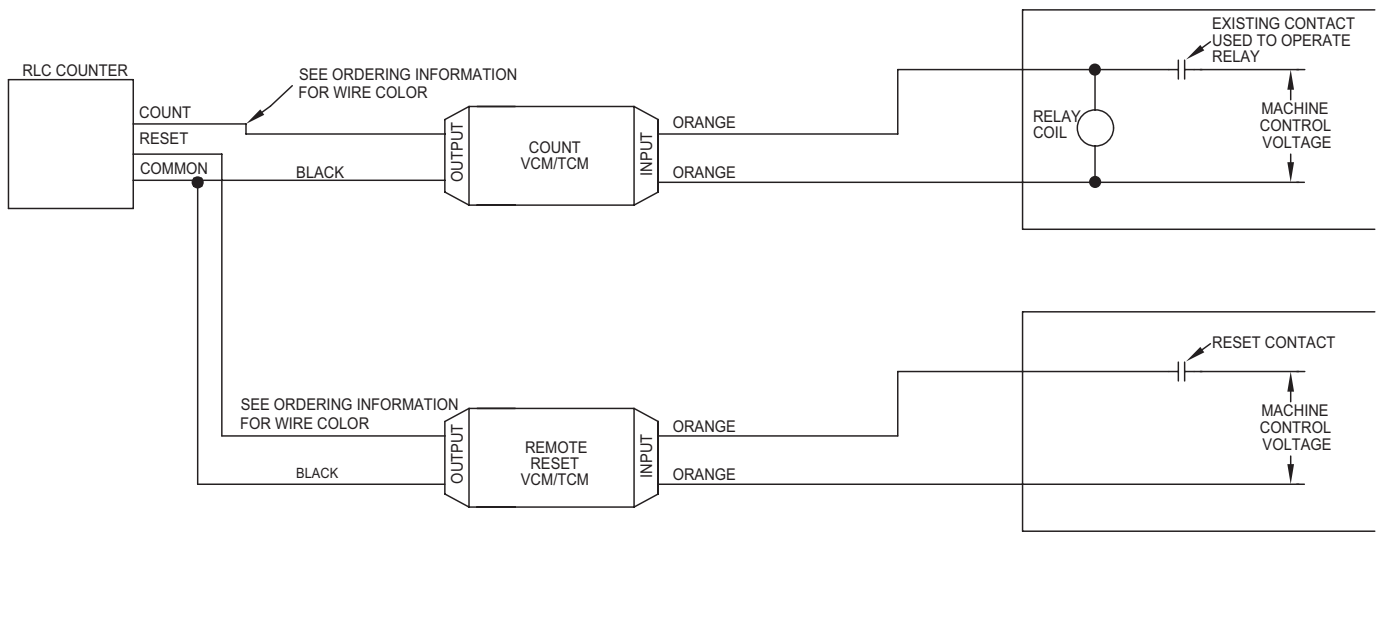 RLC COUNTER
COUNT
RESET
COMMON
SEE ORDERING INFORMATION
FOR WIRE COLOR
BLACK
OUTPUT
COUNT
VCM/TCM
INPUT
ORANGE
ORANGE
EXISTING CONTACT
USED TO OPERATE
RELAY
RELAY
COIL
MACHINE
CONTROL
VOLTAGE
SEE ORDERING INFORMATION
FOR WIRE COLOR
BLACK
OUTPUT
REMOTE
RESET
VCM/TCM
INPUT
ORANGE
ORANGE
RESET CONTACT
MACHINE
CONTROL
VOLTAGE